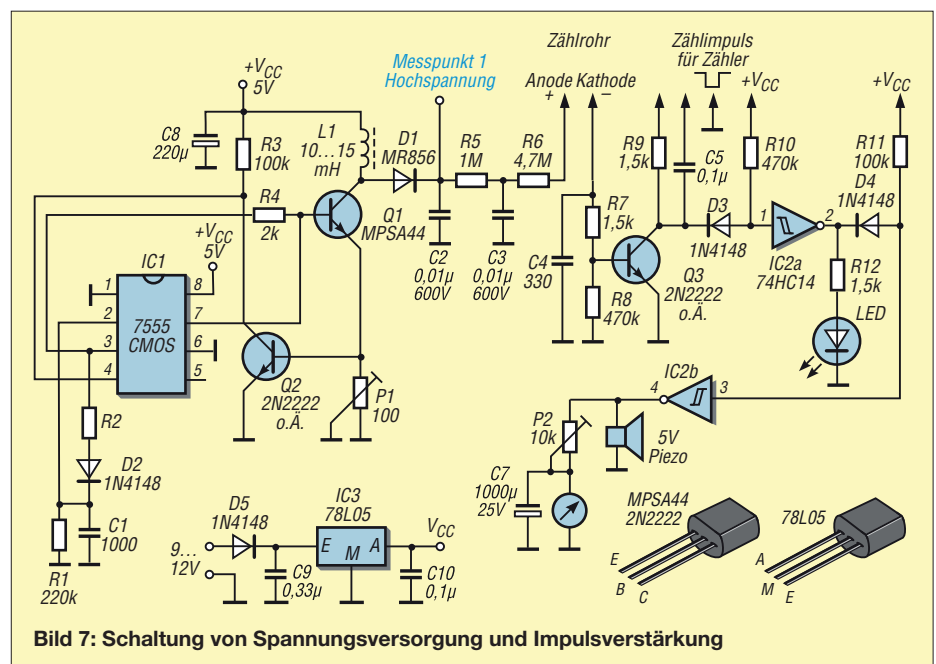 +VCC
5V
C8
220µ
R3
100k
L1
10...15
mH
D1
MR856
Messpunkt 1
Hochspannung
R5
1M
R6
4,7M
Zählrohr
Anode Kathode
+
–
Zählimpuls
für Zähler
+VCC
R9
1,5k
C5
0,1µ
R10
470k
R11
100k
D4
1N4148
R4
2k
Q1
MPSA44
C2
0,01µ
600V
C3
0,01µ
600V
C4
330
R7
1,5k
R8
470k
D3
1N4148
Q3
2N2222
o.Ä.
1
2
IC2a
74HC14
R12
1,5k
LED
+VCC
5V
IC1
7555
CMOS
1
2
3
4
8
7
6
5
Q2
2N2222
o.Ä.
P1
100
R2
D2
1N4148
R1
220k
C1
1000
IC2b
4
3
P2
10k
5V
Piezo
C7
1000µ
25V
D5
1N4148
9...
12V
C9
0,33µ
IC3
78L05
E
M
A
VCC
C10
0,1µ
MPSA44
2N2222
E
B
C
78L05
A
M
E
Bild 7: Schaltung von Spannungsversorgung und Impulsverstärkung